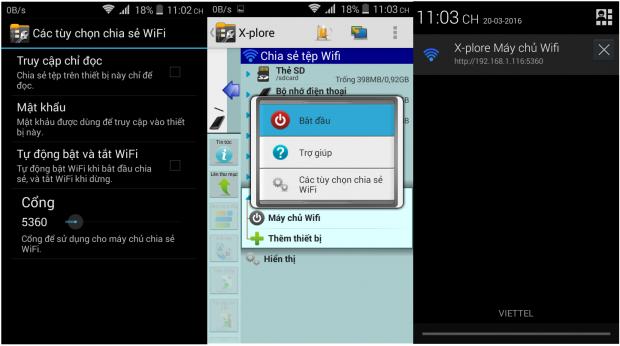 0B/s 18% 11:02 CH
Các tùy chọn chia sẻ WiFi
Truy cập chỉ đọc
Chia sẻ tệp trên thiết bị này chỉ để
đọc.
Mật khẩu
Mật khẩu được dùng để truy cập vào thiết
bị này.
Tự động bật và tắt WiFi
Tự động bật WiFi khi bắt đầu chia
sẻ, và tắt WiFi khi dừng.
Cổng
5360
Cổng để sử dụng cho máy chủ chia sẻ
WiFi.
0B/s 18% 11:03 CH
X-plore
Chia sẻ tệp Wifi
Thẻ SD
/sdcard
Trống 398MB/0,92GB
Bộ nhớ điện thoại
B
B
Bắt đầu
Trợ giúp
Các tùy chọn chia sẻ
WiFi
Tin tức
Lên thư mục
Máy chủ Wifi
Thêm thiết bị
Hiển thị
11:03 CH 20-03-2016
X-plore Máy chủ Wifi
http://192.168.1.116:5360
VIETTEL